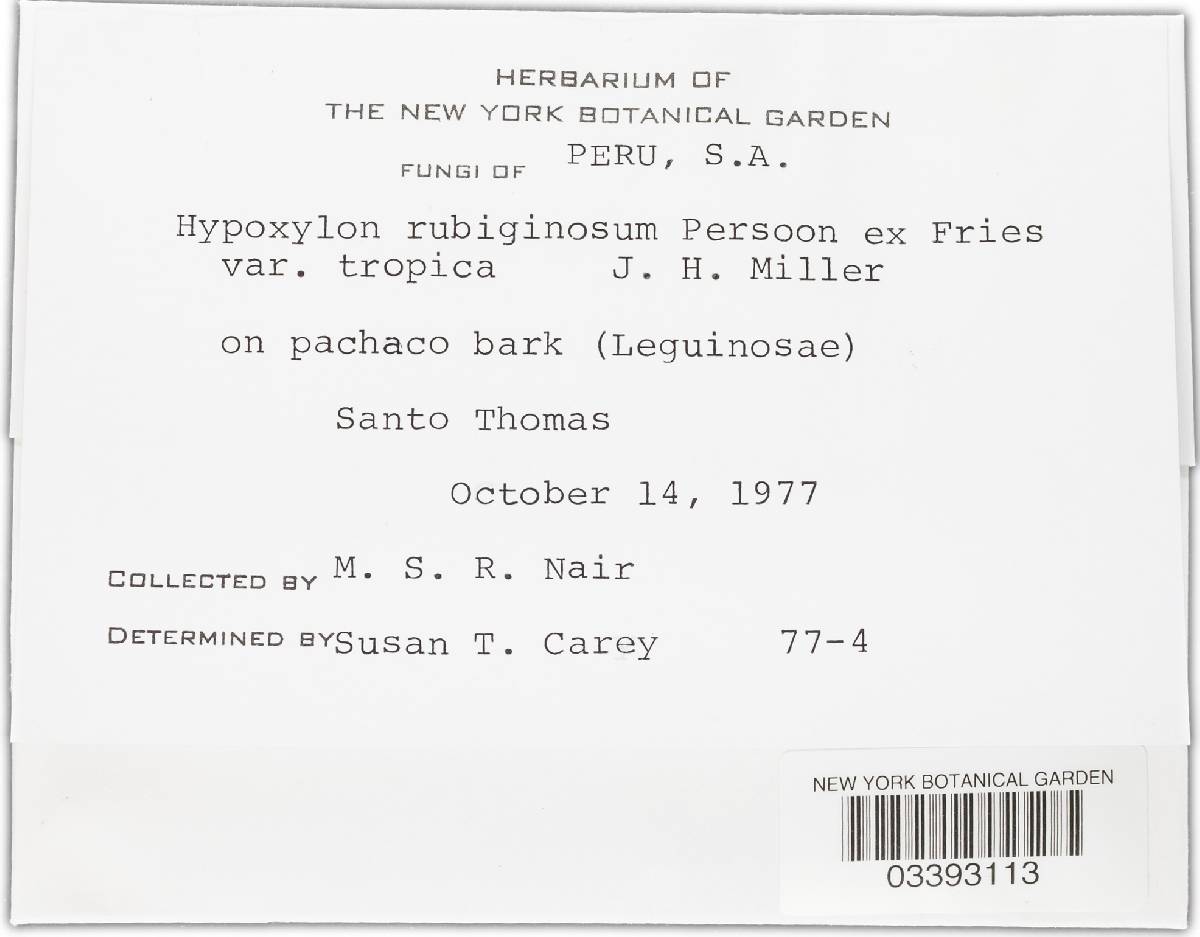 HERBARIUM OF
THE NEW YORK BOTANICAL GARDEN
FUNGI OF PERU, S.A.
Hypoxylon rubiginosum Persoon ex Fries
var. tropica J. H. Miller
on pachaco bark (Leguinosae)
Santo Thomas
October 14, 1977
COLLECTED BY M. S. R. Nair
DETERMINED BY Susan T. Carey 77-4
NEW YORK BOTANICAL GARDEN
03393113